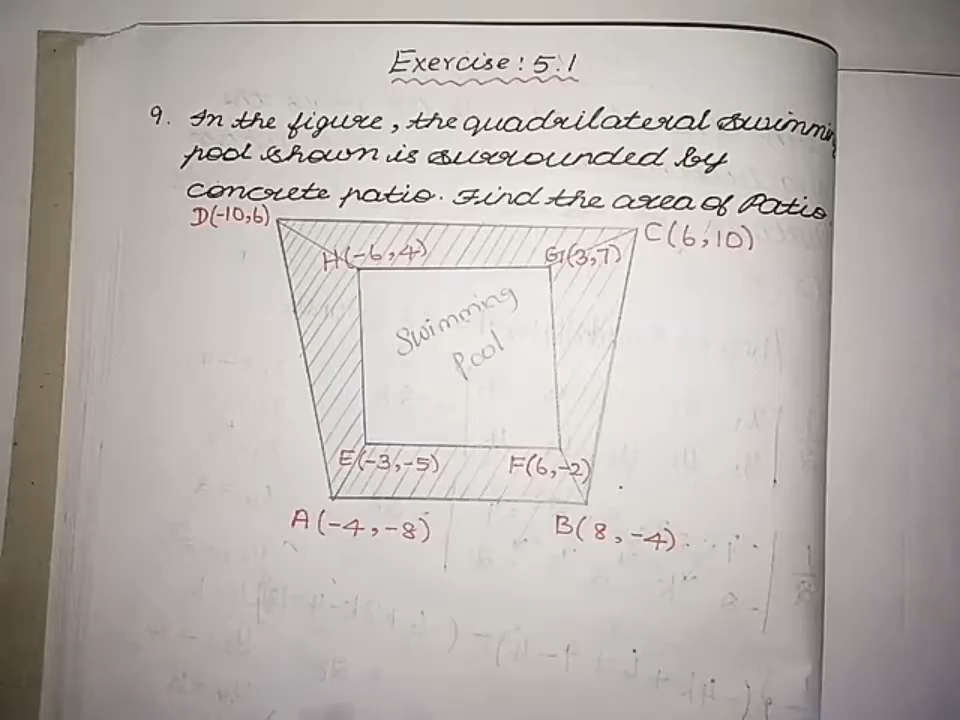 Exercise: 5.1
9. In the figure, the quadrilateral swimmin
pool shown is surrounded by
concrete patio. Find the area of Patio.
D(-10,6)
C(6,10)
H(-6,4)
G(3,7)
Swimming
Pool
E(-3,-5)
F(6,-2)
A(-4,-8)
B(8,-4)